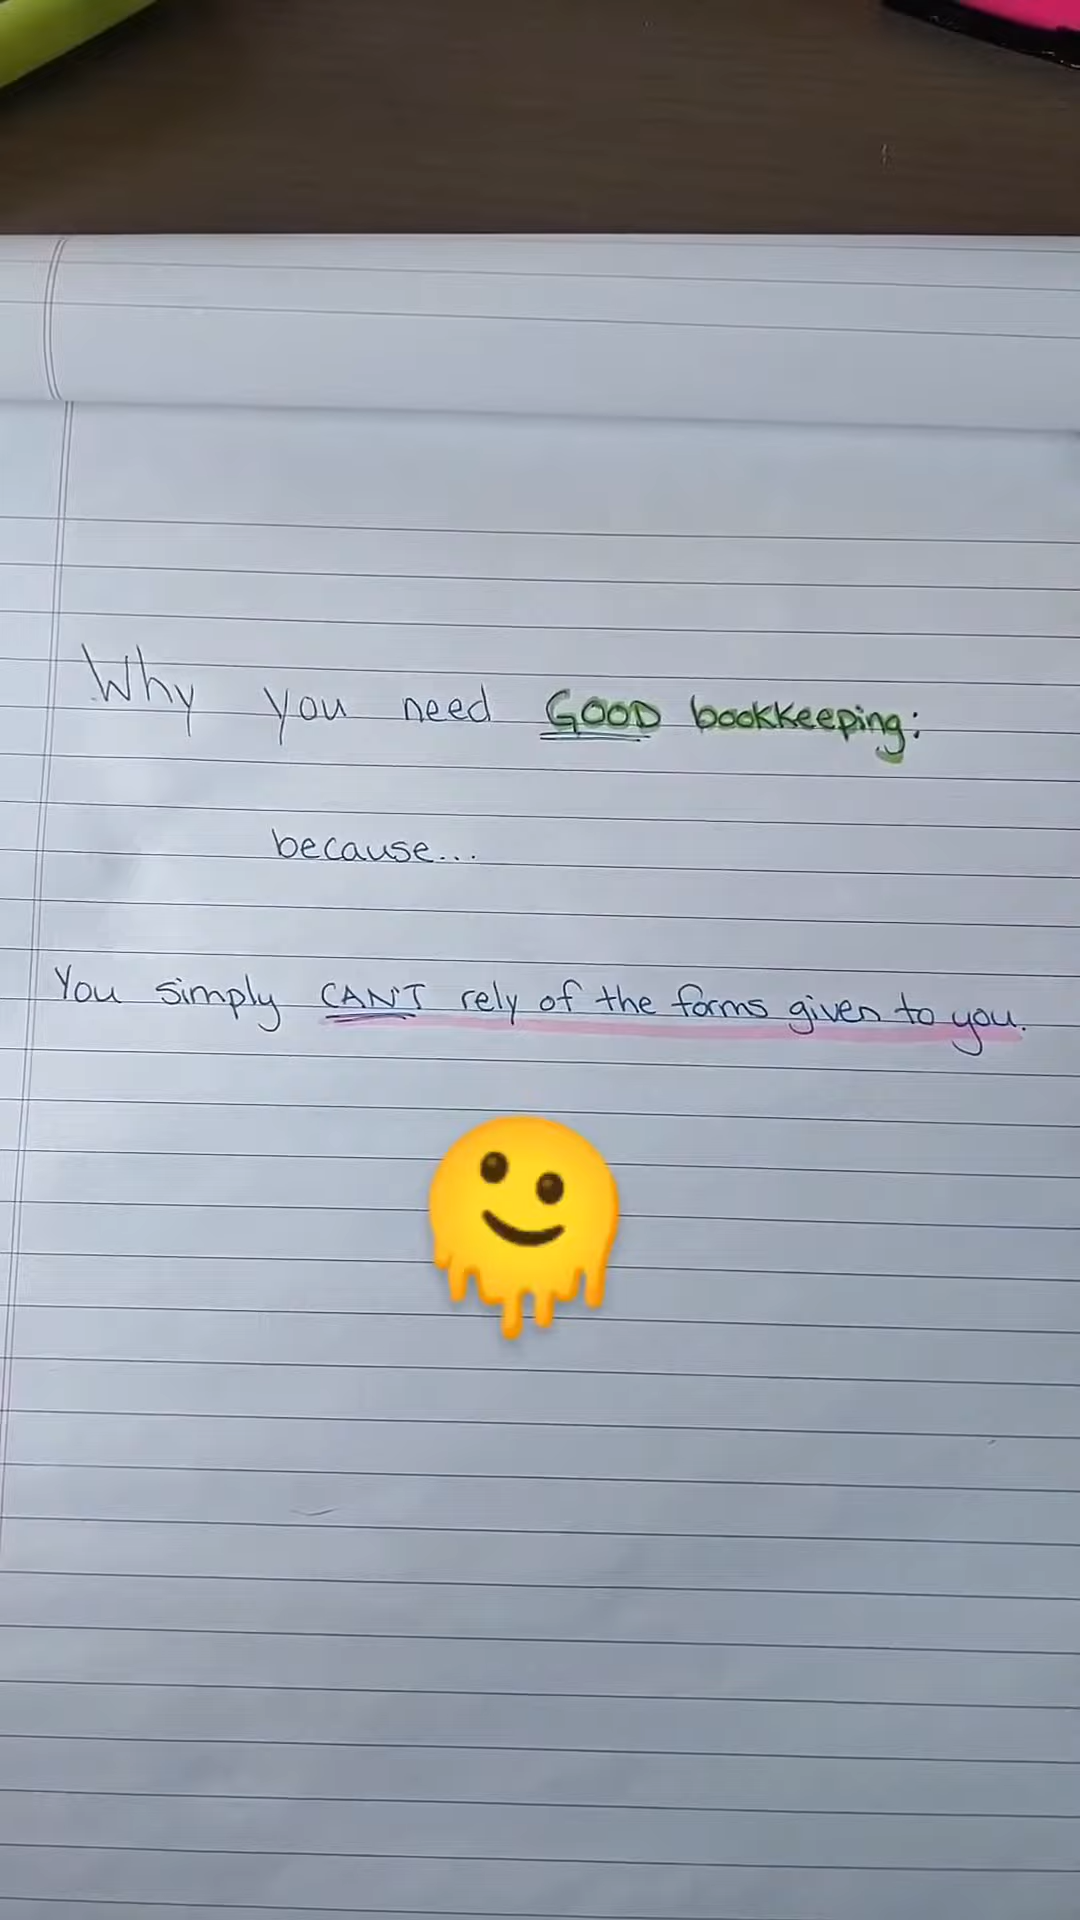 Why you need GOOD bookkeeping:
because...
You simply CAN'T rely of the forms given to you.